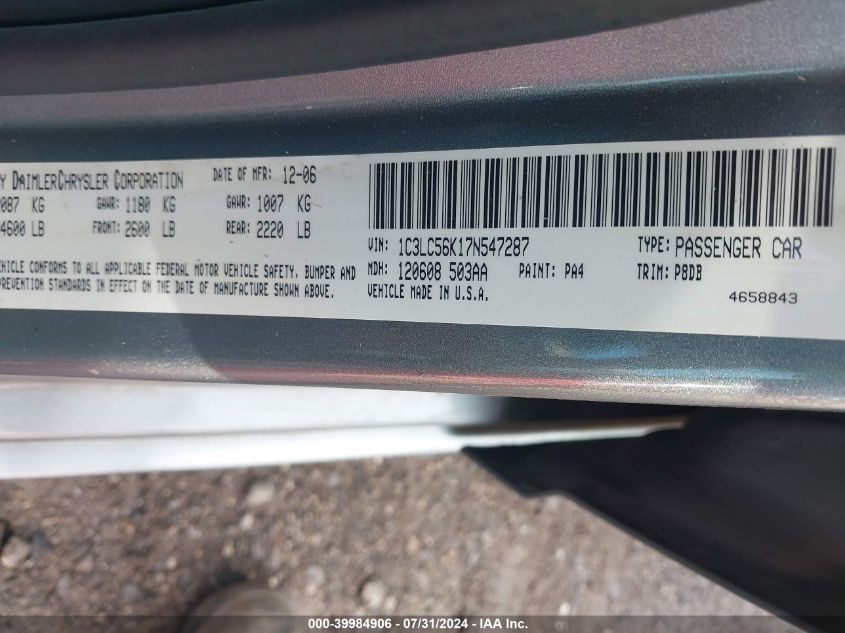 Y DAIMLERCHRYSLER CORPORATION DATE OF MFR: 12-06
087 KG GAWR: 1180 KG GAWR: 1007 KG
4600 LB FRONT: 2600 LB REAR: 2220 LB
VIN: 1C3LC56K17N547287 TYPE: PASSENGER CAR
EHICLE CONFORMS TO ALL APPLICABLE FEDERAL MOTOR VEHICLE SAFETY, BUMPER AND
MDH: 120608 503AA PAINT: PA4 TRIM: P8DB
PREVENTION STANDARDS IN EFFECT ON THE DATE OF MANUFACTURE SHOWN ABOVE.
VEHICLE MADE IN U.S.A. 4658843
000-39984906 / 07/31/2024 - IAA Inc.